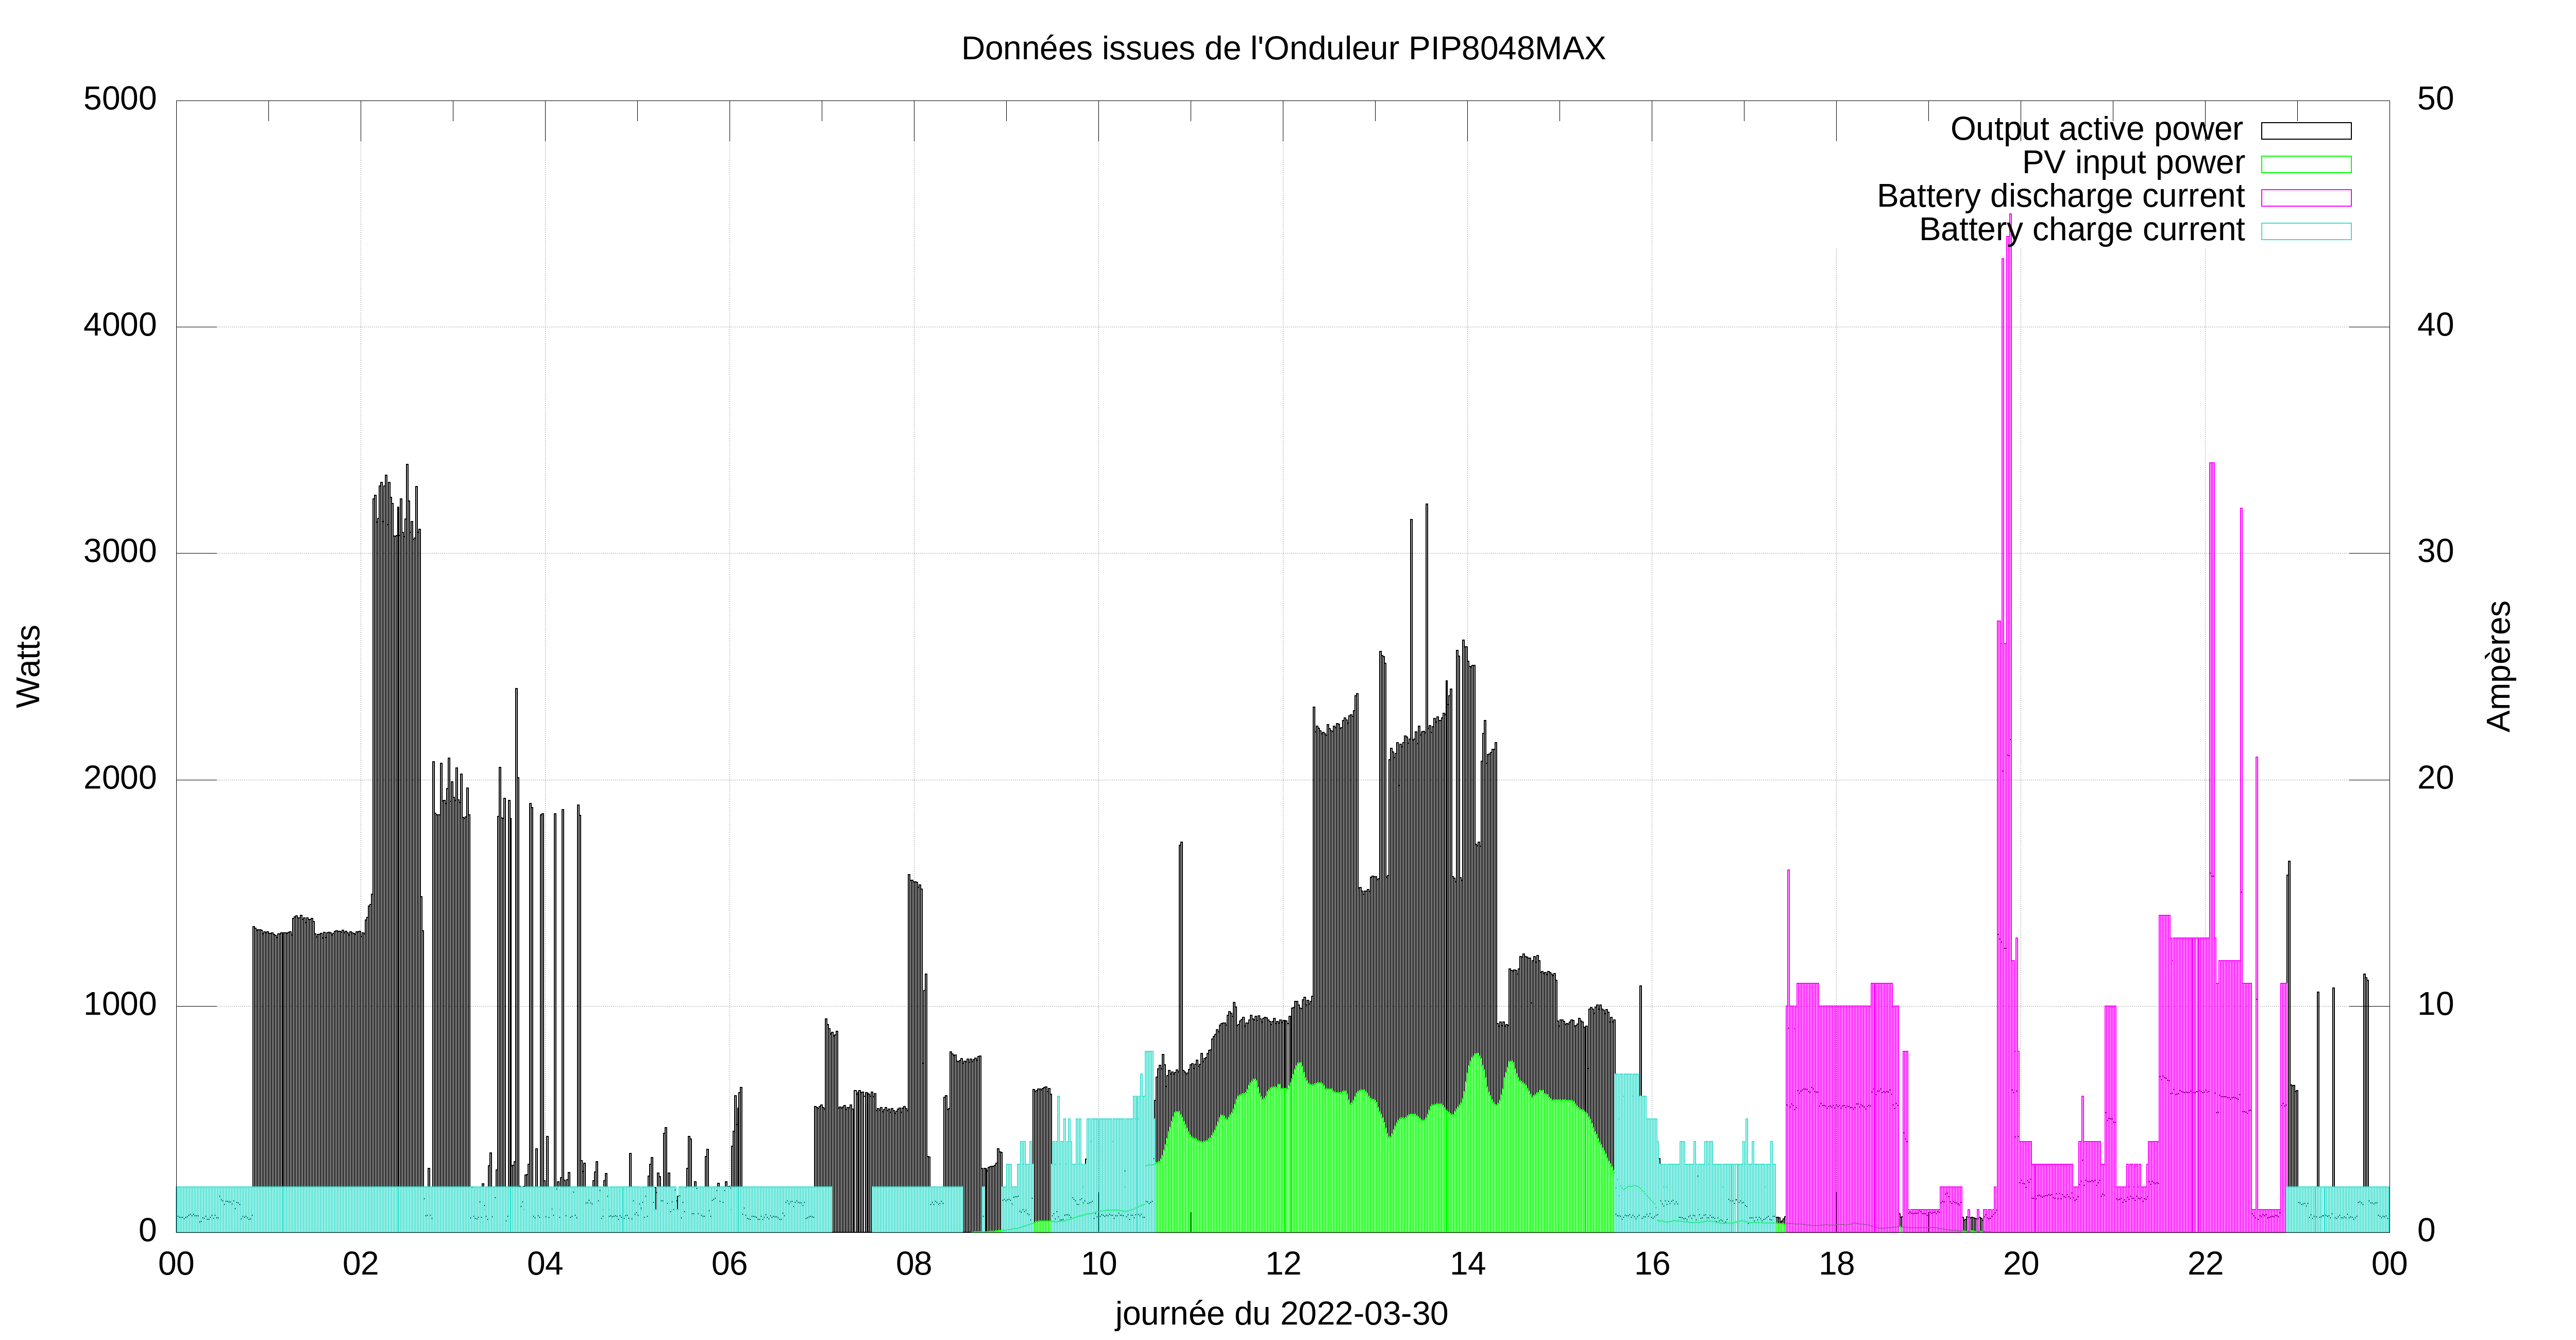 Données issues de l'Onduleur PIP8048MAX
5000
4000
3000
2000
1000
0
50
40
30
20
10
0
Output active power
PV input power
Battery discharge current
Battery charge current
Watts
Ampères
00 02 04 06 08 10 12 14 16 18 20 22 00
journée du 2022-03-30